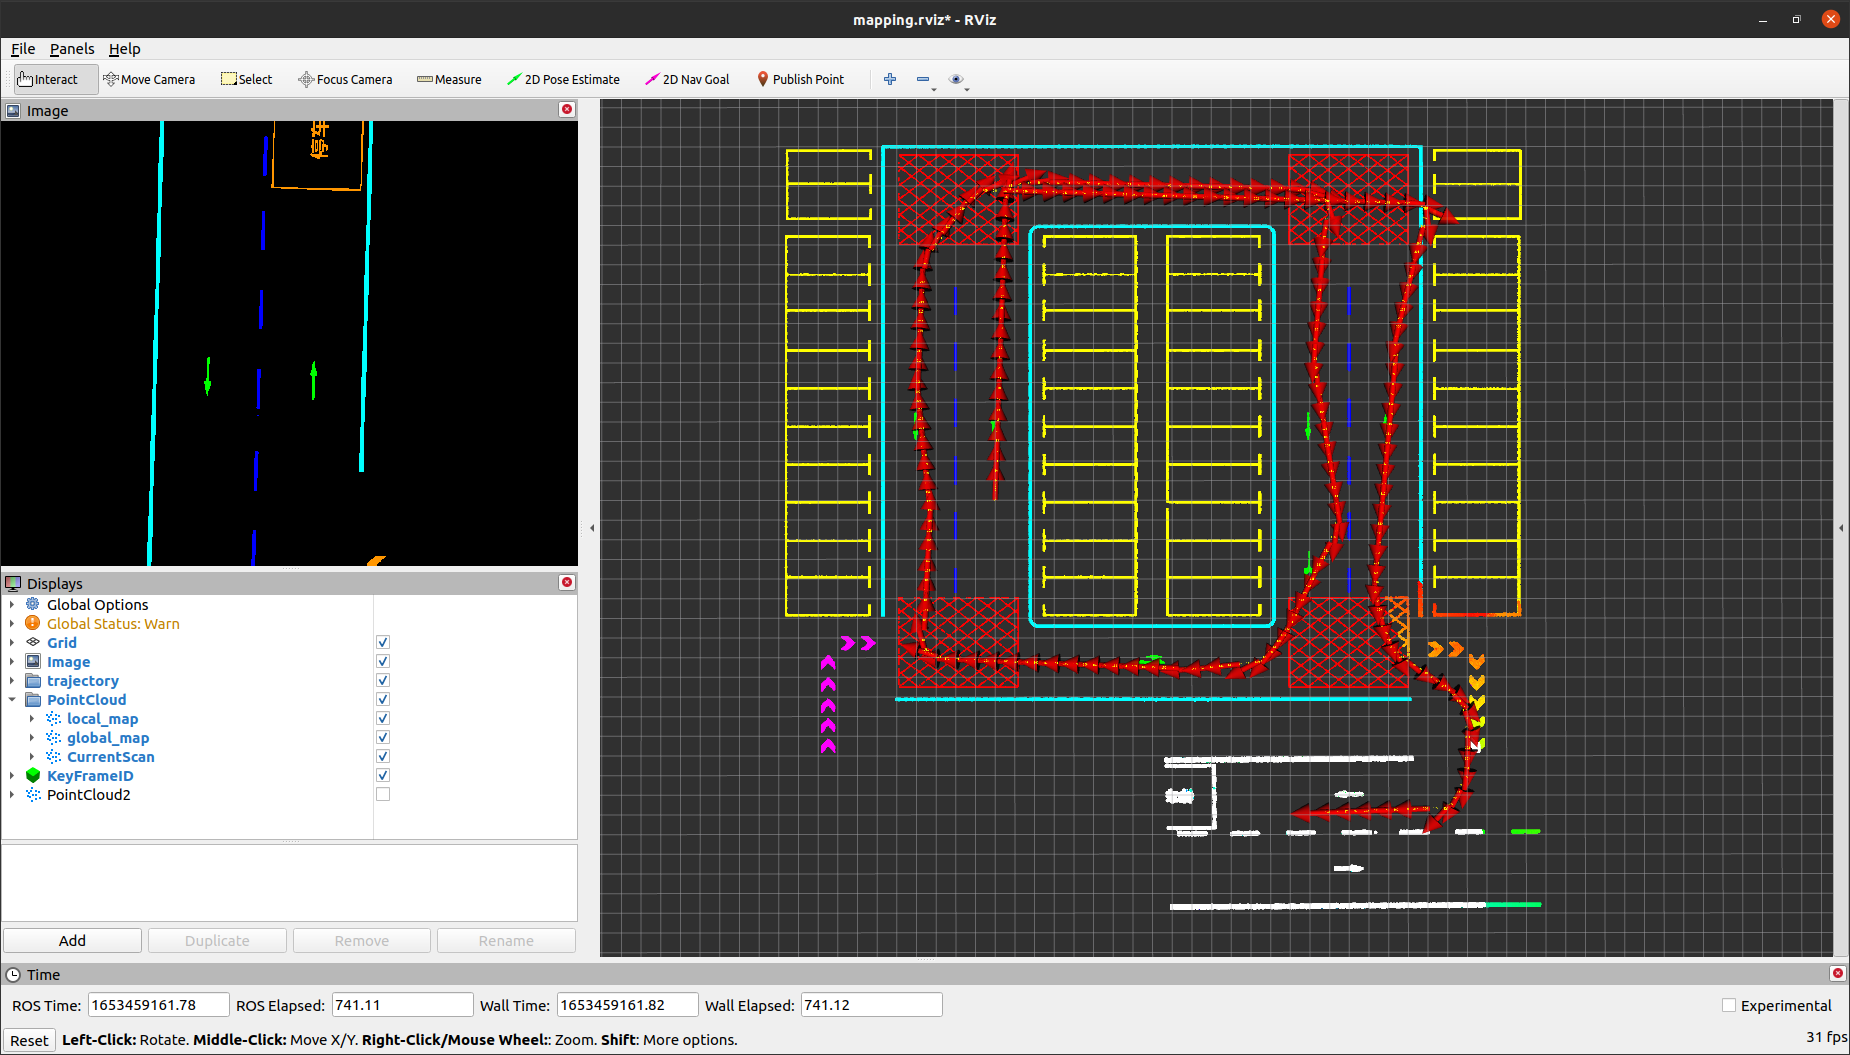 mapping.rviz* - RViz
File Panels Help
Interact Move Camera Select Focus Camera Measure 2D Pose Estimate 2D Nav Goal Publish Point
Image
停车
Displays
Global Options
Global Status: Warn
Grid
Image
trajectory
PointCloud
local_map
global_map
CurrentScan
KeyFrameID
PointCloud2
Add Duplicate Remove Rename
Time
ROS Time: 1653459161.78 ROS Elapsed: 741.11 Wall Time: 1653459161.82 Wall Elapsed: 741.12 Experimental
Reset Left-Click: Rotate. Middle-Click: Move X/Y. Right-Click/Mouse Wheel:: Zoom. Shift: More options. 31 fps